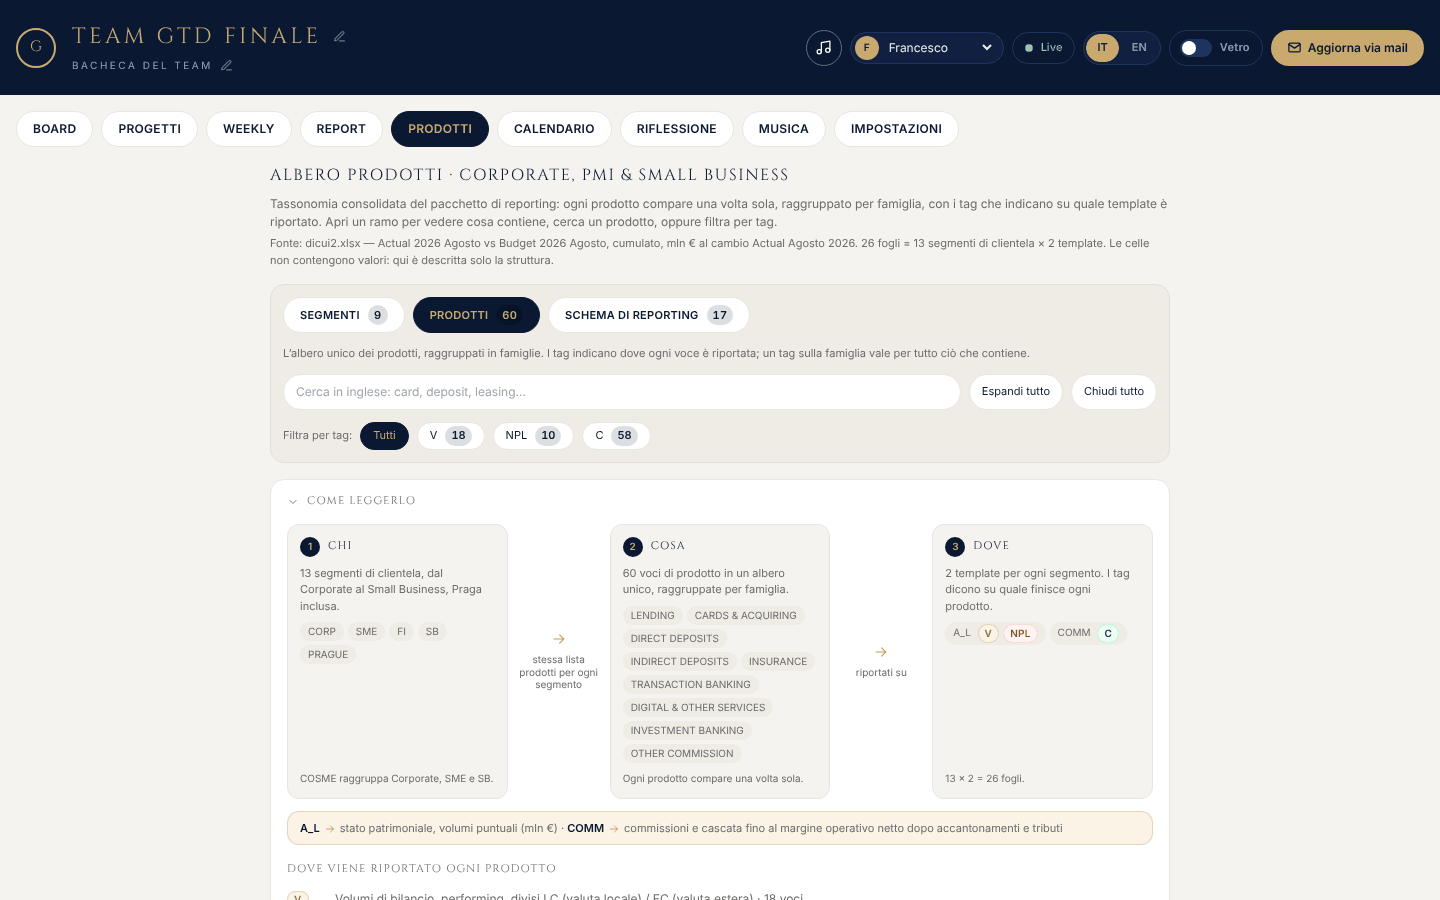 G
TEAM GTD FINALE
BACHECA DEL TEAM
F Francesco
Live
IT EN
Vetro
Aggiorna via mail
BOARD PROGETTI WEEKLY REPORT PRODOTTI CALENDARIO RIFLESSIONE MUSICA IMPOSTAZIONI
ALBERO PRODOTTI · CORPORATE, PMI & SMALL BUSINESS
Tassonomia consolidata del pacchetto di reporting: ogni prodotto compare una volta sola, raggruppato per famiglia, con i tag che indicano su quale template è
riportato. Apri un ramo per vedere cosa contiene, cerca un prodotto, oppure filtra per tag.
Fonte: dicui2.xlsx — Actual 2026 Agosto vs Budget 2026 Agosto, cumulato, mln € al cambio Actual Agosto 2026. 26 fogli = 13 segmenti di clientela × 2 template. Le celle
non contengono valori: qui è descritta solo la struttura.
SEGMENTI 9 PRODOTTI 60 SCHEMA DI REPORTING 17
L'albero unico dei prodotti, raggruppati in famiglie. I tag indicano dove ogni voce è riportata; un tag sulla famiglia vale per tutto ciò che contiene.
Cerca in inglese: card, deposit, leasing...
Espandi tutto Chiudi tutto
Filtra per tag: Tutti V 18 NPL 10 C 58
COME LEGGERLO
1 CHI
13 segmenti di clientela, dal
Corporate al Small Business, Praga
inclusa.
CORP SME FI SB
PRAGUE
COSME raggruppa Corporate, SME e SB.
→
stessa lista
prodotti per ogni
segmento
2 COSA
60 voci di prodotto in un albero
unico, raggruppate per famiglia.
LENDING CARDS & ACQUIRING
DIRECT DEPOSITS
INDIRECT DEPOSITS INSURANCE
TRANSACTION BANKING
DIGITAL & OTHER SERVICES
INVESTMENT BANKING
OTHER COMMISSION
Ogni prodotto compare una volta sola.
→
riportati su
3 DOVE
2 template per ogni segmento. I tag
dicono su quale finisce ogni
prodotto.
A_L V NPL COMM C
13 × 2 = 26 fogli.
A_L → stato patrimoniale, volumi puntuali (mln €) · COMM → commissioni e cascata fino al margine operativo netto dopo accantonamenti e tributi
DOVE VIENE RIPORTATO OGNI PRODOTTO
V Volumi di bilancio, performing, divisi LC (valuta locale) / FC (valuta estera) · 18 voci